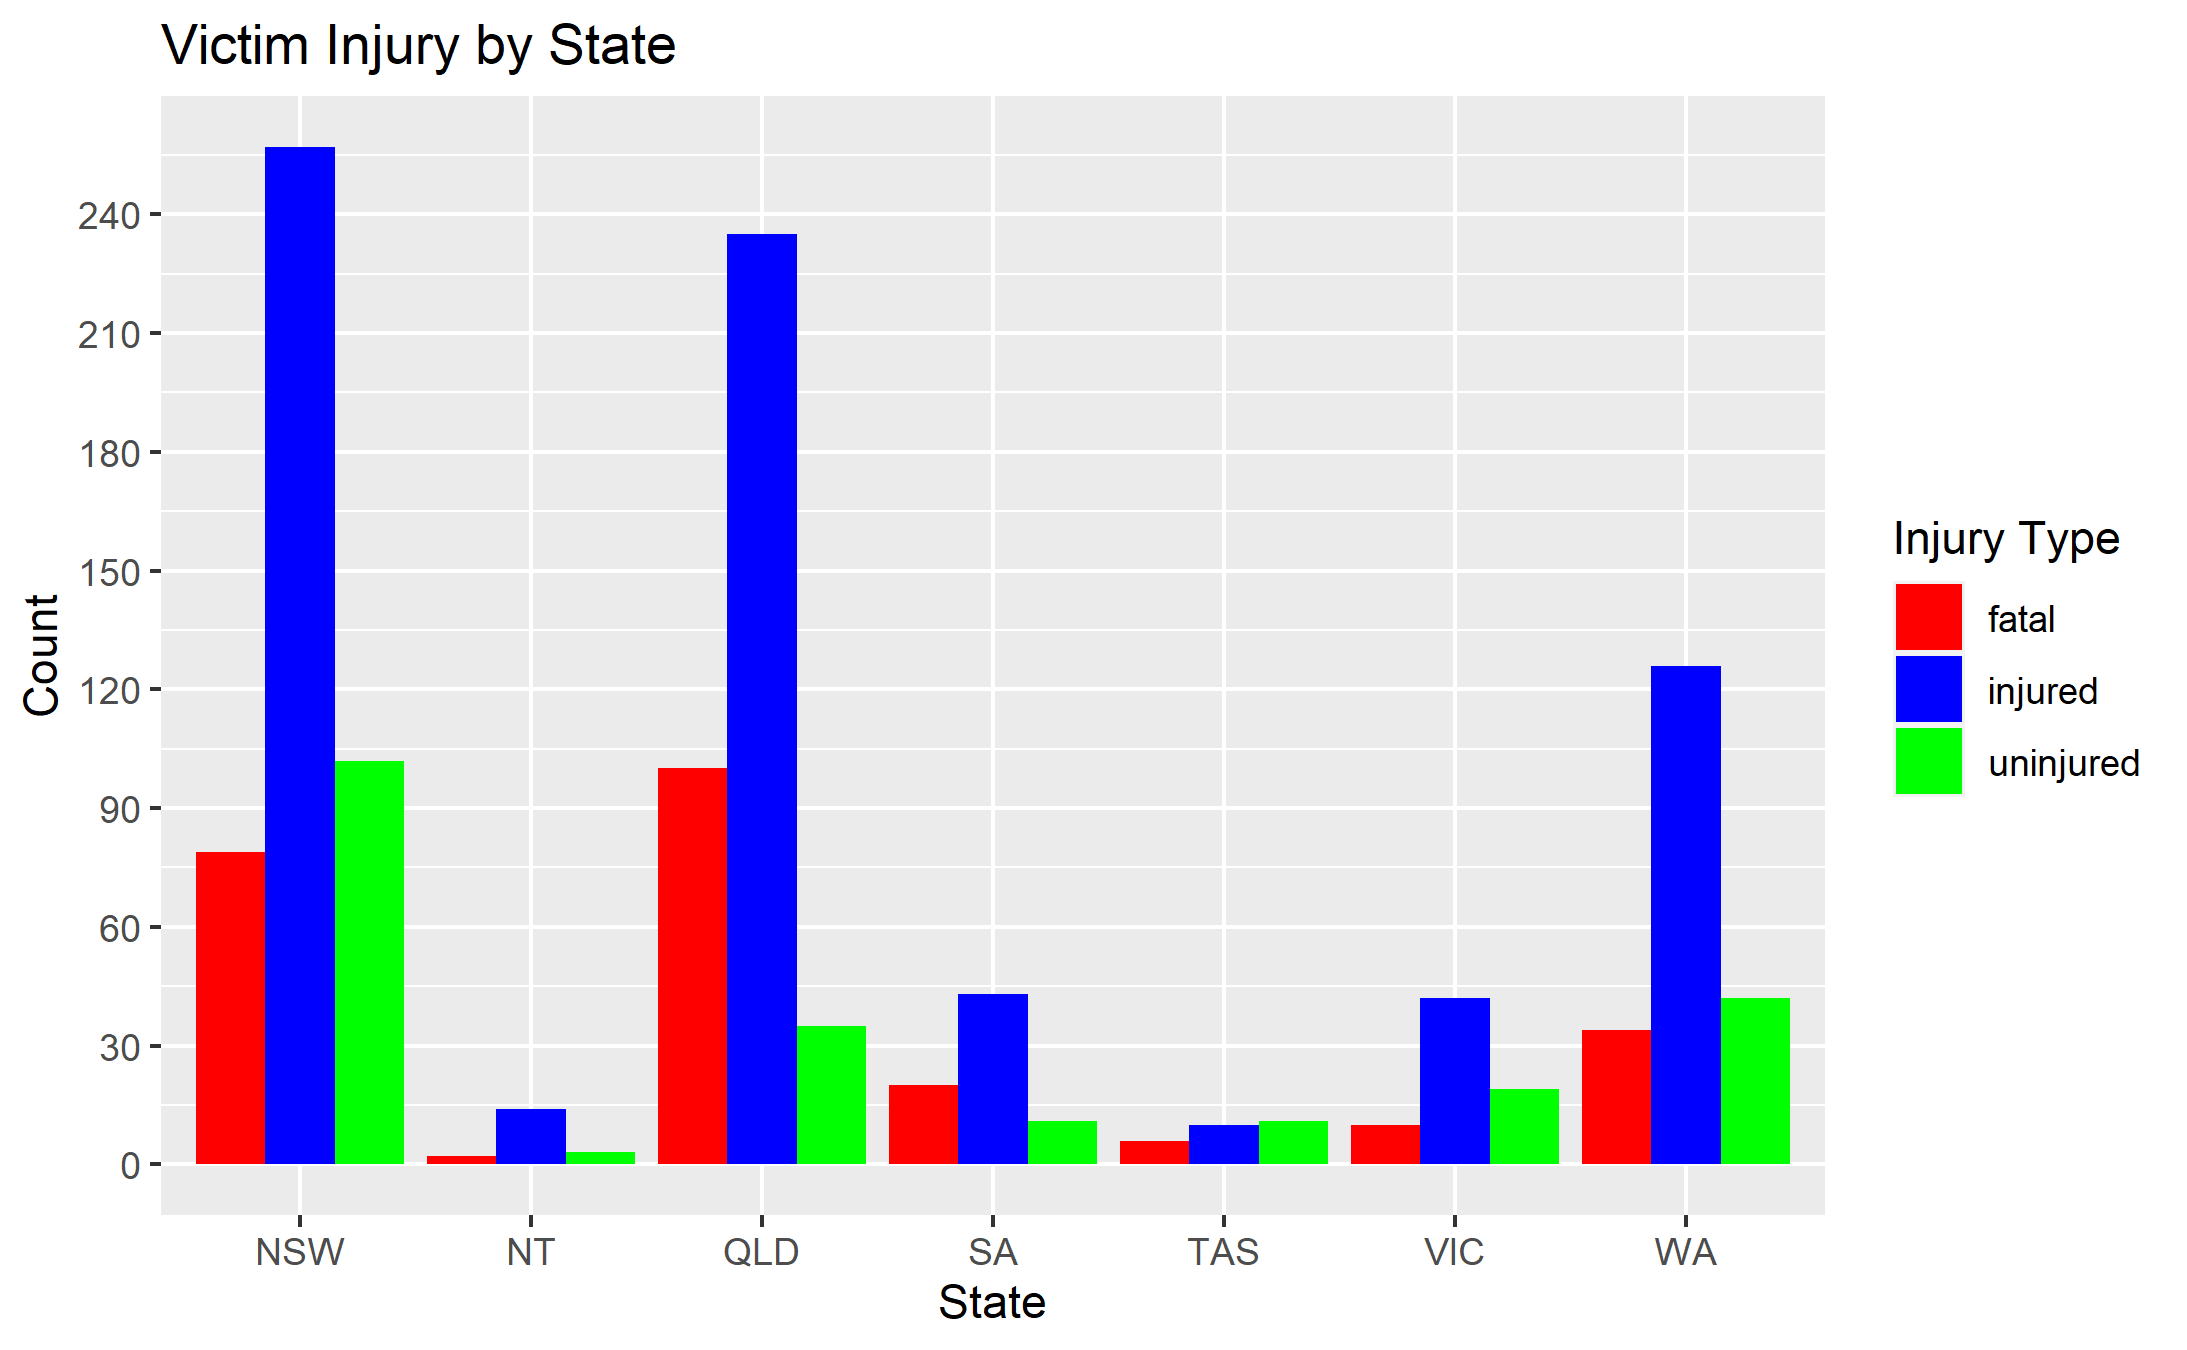 Victim Injury by State
Count
240
210
180
150
120
90
60
30
0
NSW NT QLD SA TAS VIC WA
State
Injury Type
fatal
injured
uninjured